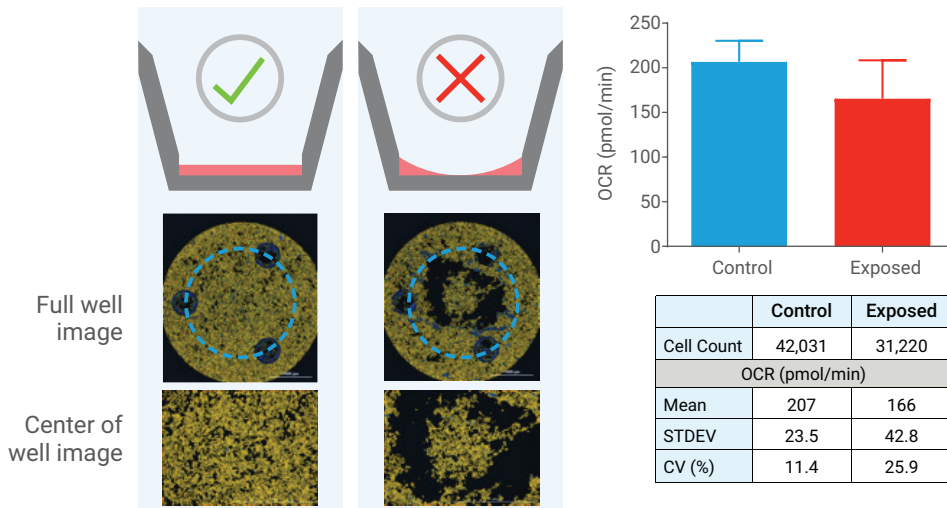 Full well
image
Center of
well image
OCR (pmol/min)
250
200
150
100
50
0
Control Exposed
Control Exposed
Cell Count 42,031 31,220
OCR (pmol/min)
Mean 207 166
STDEV 23.5 42.8
CV (%) 11.4 25.9